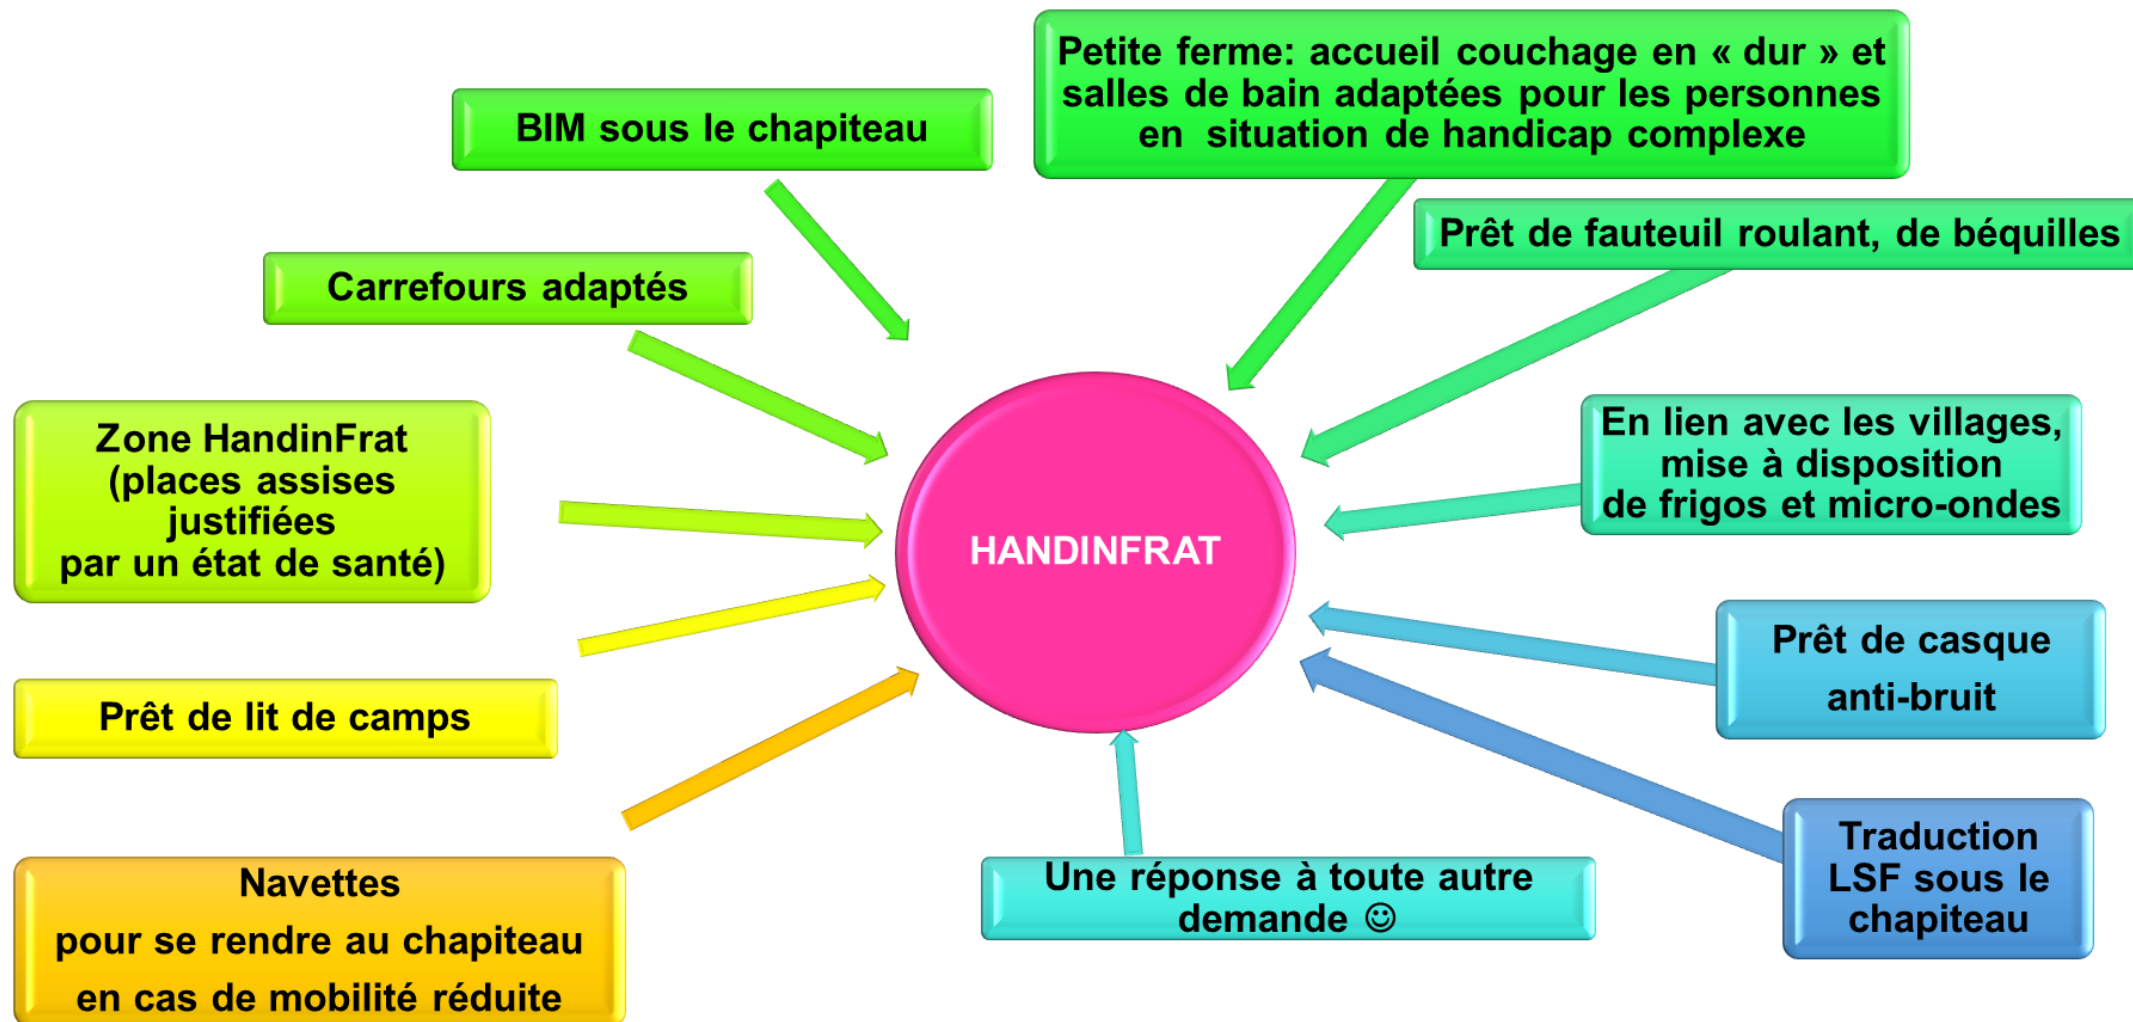 Petite ferme: accueil couchage en « dur » et
salles de bain adaptées pour les personnes
en situation de handicap complexe
BIM sous le chapiteau
Prêt de fauteuil roulant, de béquilles
Carrefours adaptés
En lien avec les villages,
mise à disposition
de frigos et micro-ondes
Zone HandinFrat
(places assises
justifiées
par un état de santé)
HANDINFRAT
Prêt de casque
anti-bruit
Prêt de lit de camps
Traduction
LSF sous le
chapiteau
Une réponse à toute autre
demande ☺
Navettes
pour se rendre au chapiteau
en cas de mobilité réduite